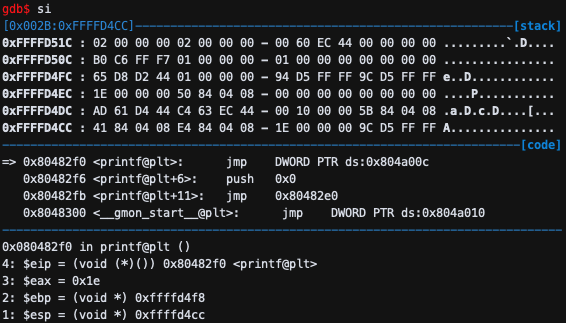 gdb$ si
[0x002B:0xFFFFD4CC]------------------------------------------------------[stack]
0xFFFFD51C : 02 00 00 00 02 00 00 00 - 00 60 EC 44 00 00 00 00 .........`.D....
0xFFFFD50C : B0 C6 FF F7 01 00 00 00 - 01 00 00 00 00 00 00 00 ................
0xFFFFD4FC : 65 D8 D2 44 01 00 00 00 - 94 D5 FF FF 9C D5 FF FF e..D............
0xFFFFD4EC : 1E 00 00 00 50 84 04 08 - 00 00 00 00 00 00 00 00 ....P...........
0xFFFFD4DC : AD 61 D4 44 C4 63 EC 44 - 00 10 00 00 5B 84 04 08 .a.D.c.D....[...
0xFFFFD4CC : 41 84 04 08 E4 84 04 08 - 1E 00 00 00 9C D5 FF FF A...............
--------------------------------------------------------------------------[code]
=> 0x80482f0 <printf@plt>: jmp DWORD PTR ds:0x804a00c
0x80482f6 <printf@plt+6>: push 0x0
0x80482fb <printf@plt+11>: jmp 0x80482e0
0x8048300 <__gmon_start__@plt>: jmp DWORD PTR ds:0x804a010
--------------------------------------------------------------------------------
0x080482f0 in printf@plt ()
4: $eip = (void (*)()) 0x80482f0 <printf@plt>
3: $eax = 0x1e
2: $ebp = (void *) 0xffffd4f8
1: $esp = (void *) 0xffffd4cc